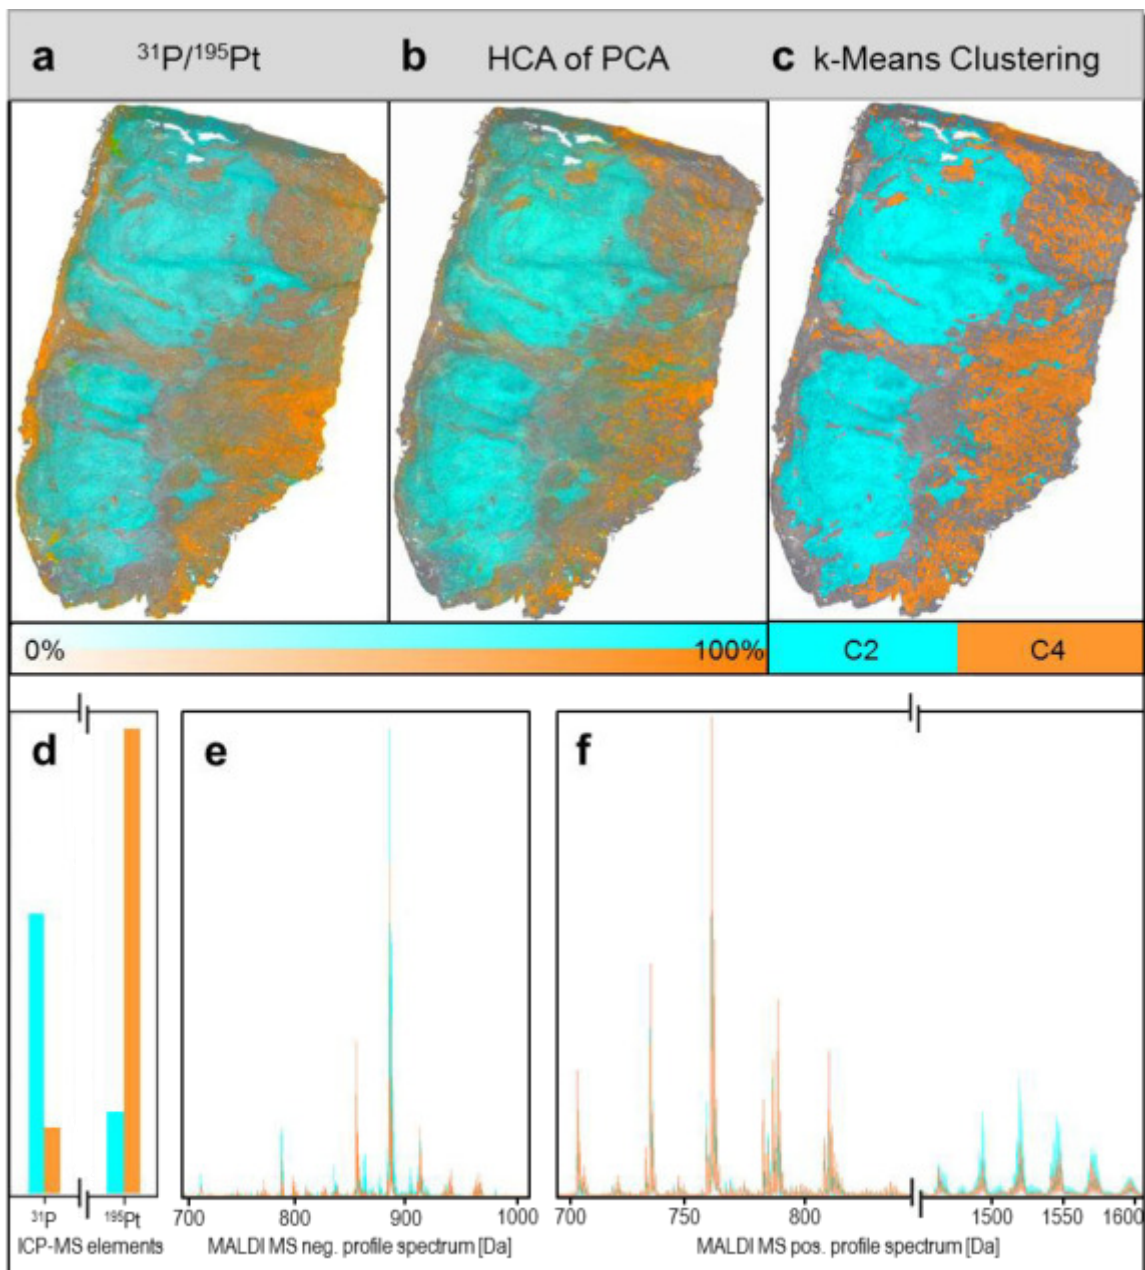 a ³¹P/¹⁹⁵Pt b HCA of PCA c k-Means Clustering
0% 100% C2 C4
d e f
³¹P ¹⁹⁵Pt 700 800 900 1000 700 750 800 1500 1550 1600
ICP-MS elements MALDI MS neg. profile spectrum [Da] MALDI MS pos. profile spectrum [Da]